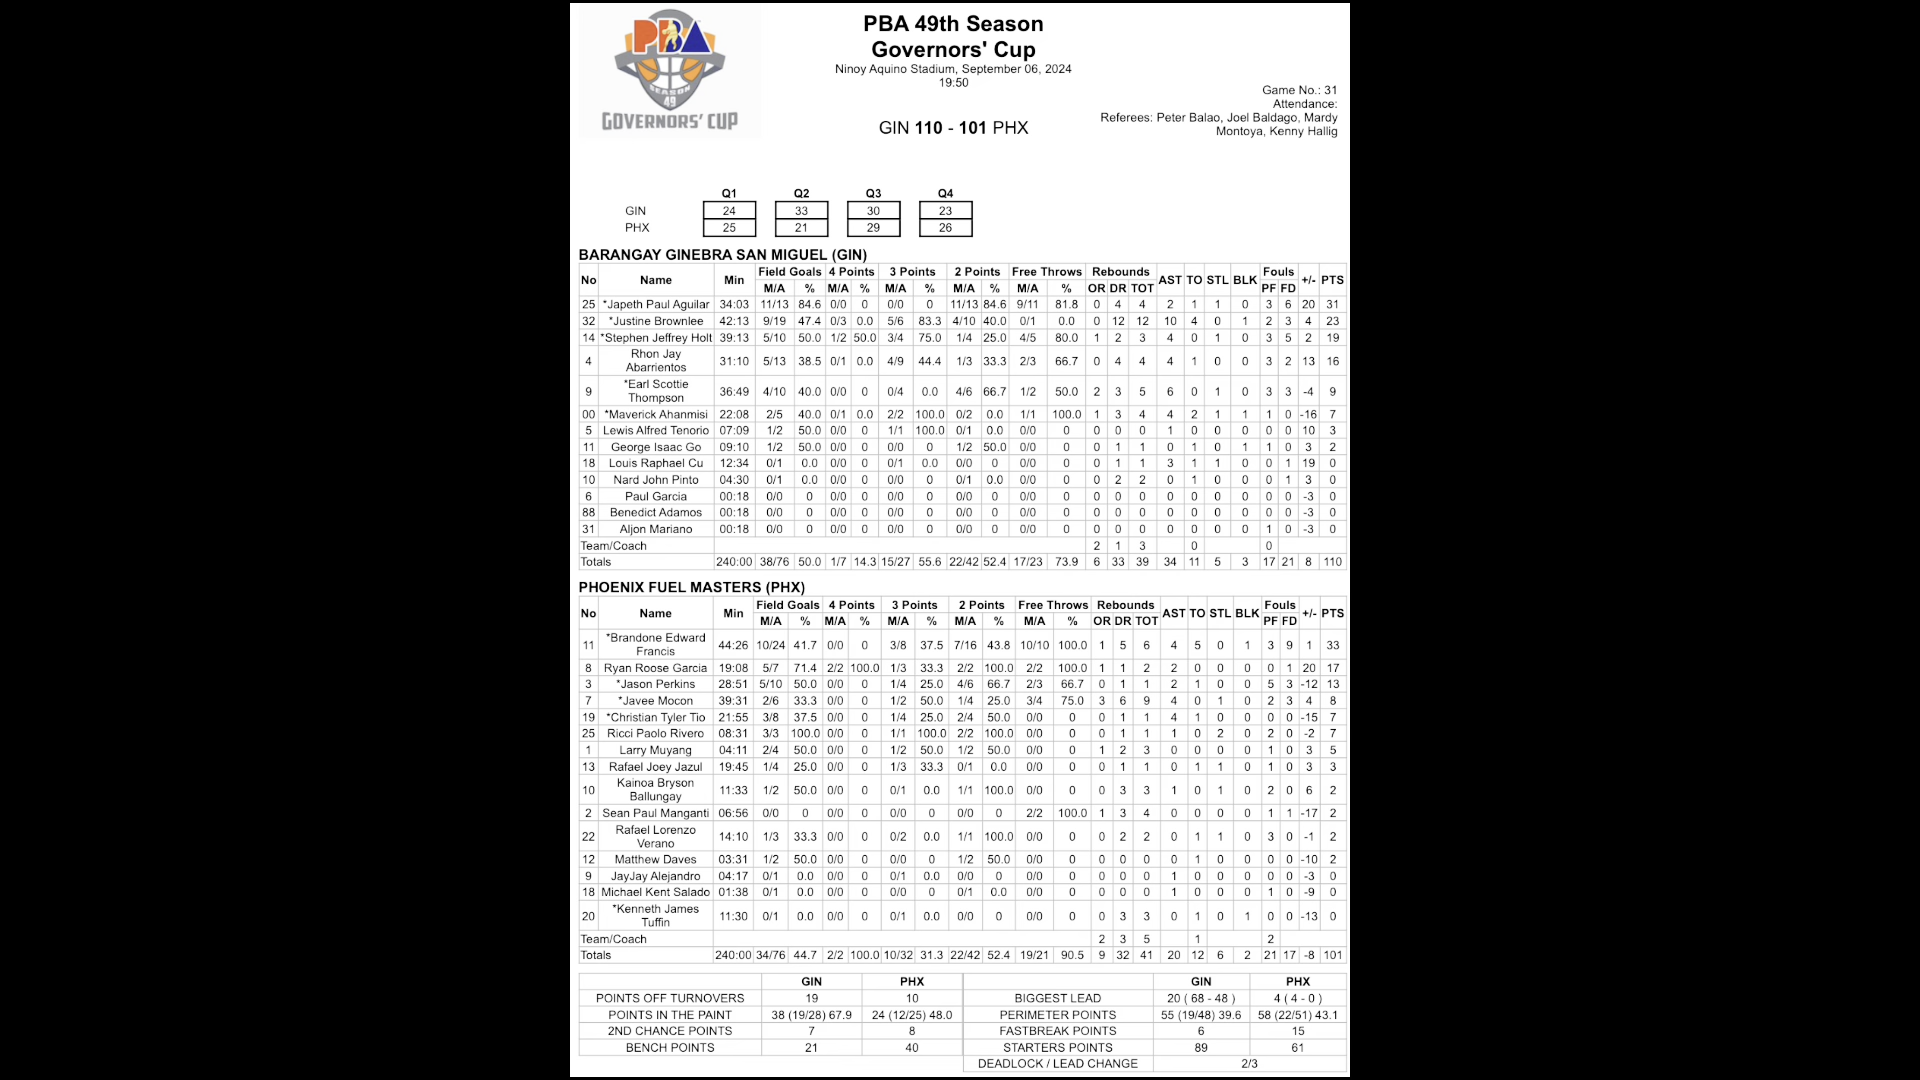 PBA
SEASON
49
GOVERNORS' CUP
PBA 49th Season
Governors' Cup
Ninoy Aquino Stadium, September 06, 2024
19:50
GIN 110 - 101 PHX
Game No.: 31
Attendance:
Referees: Peter Balao, Joel Baldago, Mardy
Montoya, Kenny Hallig
Q1 Q2 Q3 Q4
GIN 24 33 30 23
PHX 25 21 29 26
BARANGAY GINEBRA SAN MIGUEL (GIN)
No Name Min Field Goals 4 Points 3 Points 2 Points Free Throws Rebounds AST TO STL BLK Fouls +/- PTS
M/A % M/A % M/A % M/A % M/A % OR DR TOT PF FD
25 *Japeth Paul Aguilar 34:03 11/13 84.6 0/0 0 0/0 0 11/13 84.6 9/11 81.8 0 4 4 2 1 1 0 3 6 20 31
32 *Justine Brownlee 42:13 9/19 47.4 0/3 0.0 5/6 83.3 4/10 40.0 0/1 0.0 0 12 12 10 4 0 1 2 3 4 23
14 *Stephen Jeffrey Holt 39:13 5/10 50.0 1/2 50.0 3/4 75.0 1/4 25.0 4/5 80.0 1 2 3 4 0 1 0 3 5 2 19
4 Rhon Jay Abarrientos 31:10 5/13 38.5 0/1 0.0 4/9 44.4 1/3 33.3 2/3 66.7 0 4 4 4 1 0 0 3 2 13 16
9 *Earl Scottie Thompson 36:49 4/10 40.0 0/0 0 0/4 0.0 4/6 66.7 1/2 50.0 2 3 5 6 0 1 0 3 3 -4 9
00 *Maverick Ahanmisi 22:08 2/5 40.0 0/1 0.0 2/2 100.0 0/2 0.0 1/1 100.0 1 3 4 4 2 1 1 1 0 -16 7
5 Lewis Alfred Tenorio 07:09 1/2 50.0 0/0 0 1/1 100.0 0/1 0.0 0/0 0 0 0 0 1 0 0 0 0 0 10 3
11 George Isaac Go 09:10 1/2 50.0 0/0 0 0/0 0 1/2 50.0 0/0 0 0 1 1 0 1 0 1 1 0 3 2
18 Louis Raphael Cu 12:34 0/1 0.0 0/0 0 0/1 0.0 0/0 0 0/0 0 0 1 1 3 1 1 0 0 1 19 0
10 Nard John Pinto 04:30 0/1 0.0 0/0 0 0/0 0 0/1 0.0 0/0 0 0 2 2 0 1 0 0 0 1 3 0
6 Paul Garcia 00:18 0/0 0 0/0 0 0/0 0 0/0 0 0/0 0 0 0 0 0 0 0 0 0 0 -3 0
88 Benedict Adamos 00:18 0/0 0 0/0 0 0/0 0 0/0 0 0/0 0 0 0 0 0 0 0 0 0 0 -3 0
31 Aljon Mariano 00:18 0/0 0 0/0 0 0/0 0 0/0 0 0/0 0 0 0 0 0 0 0 0 1 0 -3 0
Team/Coach 2 1 3 0 0
Totals 240:00 38/76 50.0 1/7 14.3 15/27 55.6 22/42 52.4 17/23 73.9 6 33 39 34 11 5 3 17 21 8 110
PHOENIX FUEL MASTERS (PHX)
No Name Min Field Goals 4 Points 3 Points 2 Points Free Throws Rebounds AST TO STL BLK Fouls +/- PTS
M/A % M/A % M/A % M/A % M/A % OR DR TOT PF FD
11 *Brandone Edward Francis 44:26 10/24 41.7 0/0 0 3/8 37.5 7/16 43.8 10/10 100.0 1 5 6 4 5 0 1 3 9 1 33
8 Ryan Roose Garcia 19:08 5/7 71.4 2/2 100.0 1/3 33.3 2/2 100.0 2/2 100.0 1 1 2 2 0 0 0 0 1 20 17
3 *Jason Perkins 28:51 5/10 50.0 0/0 0 1/4 25.0 4/6 66.7 2/3 66.7 0 1 1 2 1 0 0 5 3 -12 13
7 *Javee Mocon 39:31 2/6 33.3 0/0 0 1/2 50.0 1/4 25.0 3/4 75.0 3 6 9 4 0 1 0 2 3 4 8
19 *Christian Tyler Tio 21:55 3/8 37.5 0/0 0 1/4 25.0 2/4 50.0 0/0 0 0 1 1 4 1 0 0 0 0 -15 7
25 Ricci Paolo Rivero 08:31 3/3 100.0 0/0 0 1/1 100.0 2/2 100.0 0/0 0 0 1 1 1 0 2 0 2 0 -2 7
1 Larry Muyang 04:11 2/4 50.0 0/0 0 1/2 50.0 1/2 50.0 0/0 0 1 2 3 0 0 0 0 1 0 3 5
13 Rafael Joey Jazul 19:45 1/4 25.0 0/0 0 1/3 33.3 0/1 0.0 0/0 0 0 1 1 0 1 1 0 1 0 3 3
10 Kainoa Bryson Ballungay 11:33 1/2 50.0 0/0 0 0/1 0.0 1/1 100.0 0/0 0 0 3 3 1 0 1 0 2 0 6 2
2 Sean Paul Manganti 06:56 0/0 0 0/0 0 0/0 0 0/0 0 2/2 100.0 1 3 4 0 0 0 0 1 1 -17 2
22 Rafael Lorenzo Verano 14:10 1/3 33.3 0/0 0 0/2 0.0 1/1 100.0 0/0 0 0 2 2 0 1 1 0 3 0 -1 2
12 Matthew Daves 03:31 1/2 50.0 0/0 0 0/0 0 1/2 50.0 0/0 0 0 0 0 0 1 0 0 0 0 -10 2
9 JayJay Alejandro 04:17 0/1 0.0 0/0 0 0/1 0.0 0/0 0 0/0 0 0 0 0 1 0 0 0 0 0 -3 0
18 Michael Kent Salado 01:38 0/1 0.0 0/0 0 0/0 0 0/1 0.0 0/0 0 0 0 0 1 0 0 0 1 0 -9 0
20 *Kenneth James Tuffin 11:30 0/1 0.0 0/0 0 0/1 0.0 0/0 0 0/0 0 0 3 3 0 1 0 1 0 0 -13 0
Team/Coach 2 3 5 1 2
Totals 240:00 34/76 44.7 2/2 100.0 10/32 31.3 22/42 52.4 19/21 90.5 9 32 41 20 12 6 2 21 17 -8 101
GIN PHX GIN PHX
POINTS OFF TURNOVERS 19 10 BIGGEST LEAD 20 ( 68 - 48 ) 4 ( 4 - 0 )
POINTS IN THE PAINT 38 (19/28) 67.9 24 (12/25) 48.0 PERIMETER POINTS 55 (19/48) 39.6 58 (22/51) 43.1
2ND CHANCE POINTS 7 8 FASTBREAK POINTS 6 15
BENCH POINTS 21 40 STARTERS POINTS 89 61
DEADLOCK / LEAD CHANGE 2/3